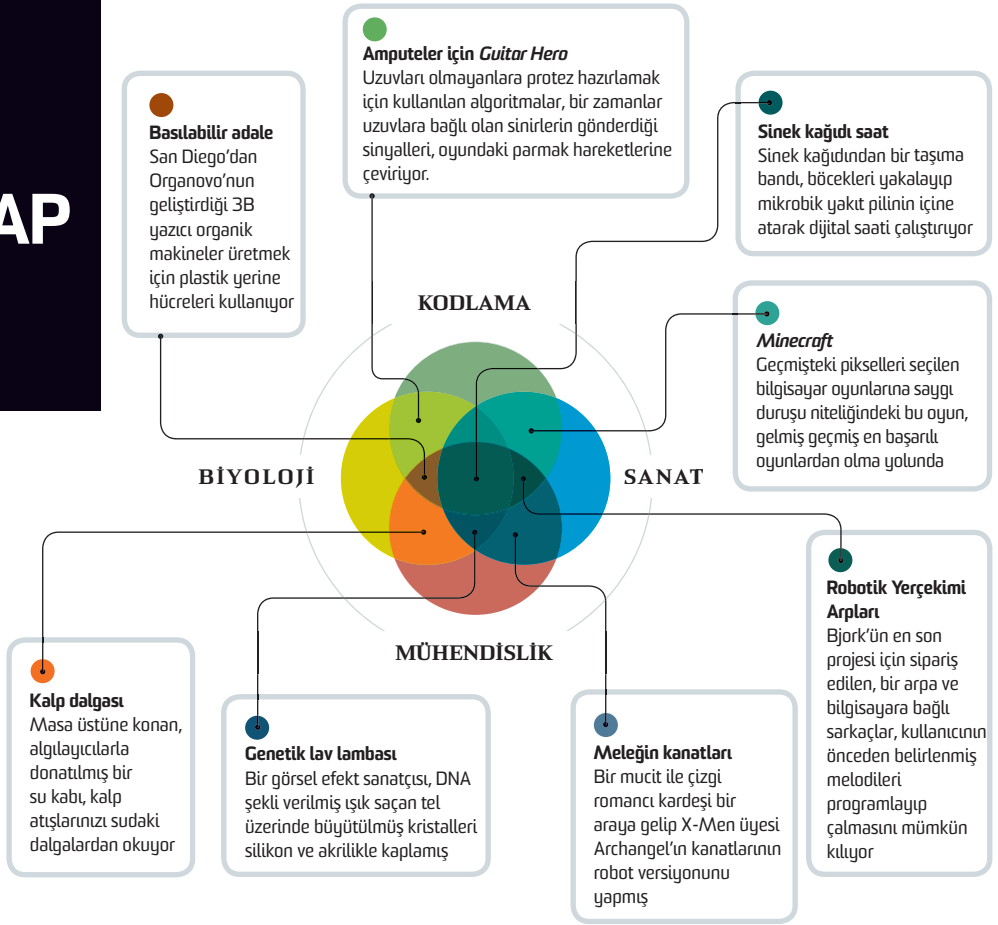 AP
Amputeler için Guitar Hero
Uzuvları olmayanlara protez hazırlamak
için kullanılan algoritmalar, bir zamanlar
uzuvlara bağlı olan sinirlerin gönderdiği
sinyalleri, oyundaki parmak hareketlerine
çeviriyor.
Basılabilir adale
San Diego’dan
Organovo’nun
geliştirdiği 3B
yazıcı organik
makineler üretmek
için plastik yerine
hücreleri kullanıyor
Sinek kağıdı saat
Sinek kağıdından bir taşıma
bandı, böcekleri yakalayıp
mikrobik yakıt pilinin içine
atarak dijital saati çalıştırıyor
KODLAMA
BİYOLOJİ
SANAT
MÜHENDİSLİK
Minecraft
Geçmişteki pikselleri seçilen
bilgisayar oyunlarına saygı
duruşu niteliğindeki bu oyun,
gelmiş geçmiş en başarılı
oyunlardan olma yolunda
Robotik Yerçekimi
Arpları
Bjork’ün en son
projesi için sipariş
edilen, bir arpa ve
bilgisayara bağlı
sarkaçlar, kullanıcının
önceden belirlenmiş
melodileri
programlayıp
çalmasını mümkün
kılıyor
Kalp dalgası
Masa üstüne konan,
algılayıcılarla
donatılmış bir
su kabı, kalp
atışlarınızı sudaki
dalgalardan okuyor
Genetik lav lambası
Bir görsel efekt sanatçısı, DNA
şekli verilmiş ışık saçan tel
üzerinde büyütülmüş kristalleri
silikon ve akrilikle kaplamış
Meleğin kanatları
Bir mucit ile çizgi
romancı kardeşi bir
araya gelip X-Men üyesi
Archangel’ın kanatlarının
robot versiyonunu
yapmış